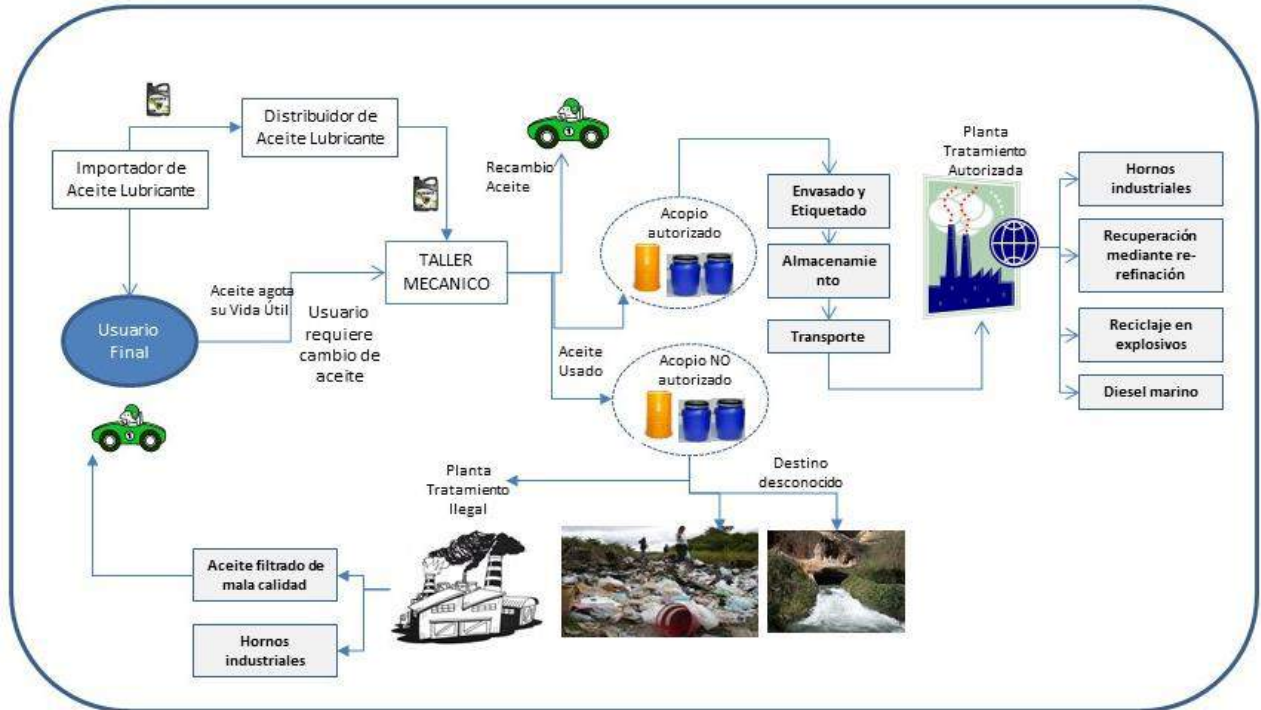 Importador de
Aceite Lubricante
Distribuidor de
Aceite Lubricante
Usuario
Final
Aceite agota
su Vida Útil
Usuario
requiere
cambio de
aceite
TALLER
MECANICO
Recambio
Aceite
Aceite
Usado
Acopio
autorizado
Envasado y
Etiquetado
Almacenamie
nto
Transporte
Planta
Tratamiento
Autorizada
Hornos
industriales
Recuperación
mediante re-
refinación
Reciclaje en
explosivos
Diesel marino
Acopio NO
autorizado
Destino
desconocido
Planta
Tratamiento
Ilegal
Aceite filtrado de
mala calidad
Hornos
industriales